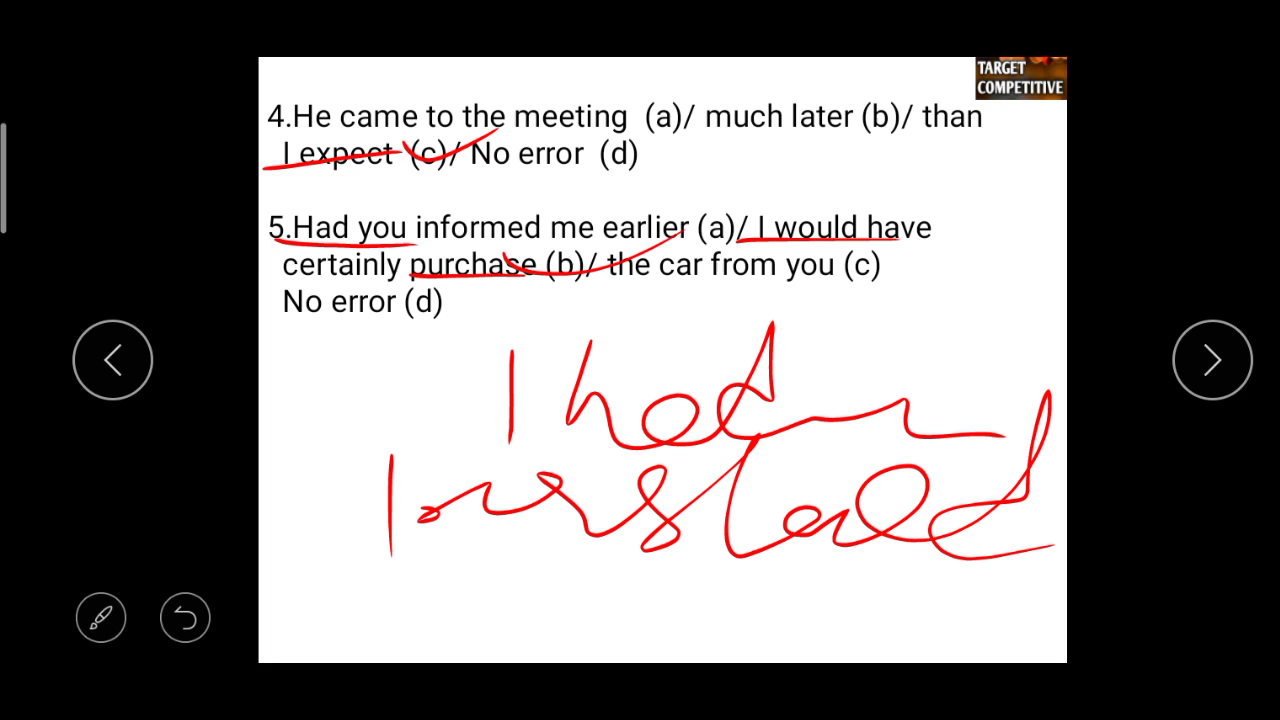 TARGET
COMPETITIVE
4.He came to the meeting (a)/ much later (b)/ than
I expect (c)/ No error (d)
5.Had you informed me earlier (a)/ I would have
certainly purchase (b)/ the car from you (c)
No error (d)
I had